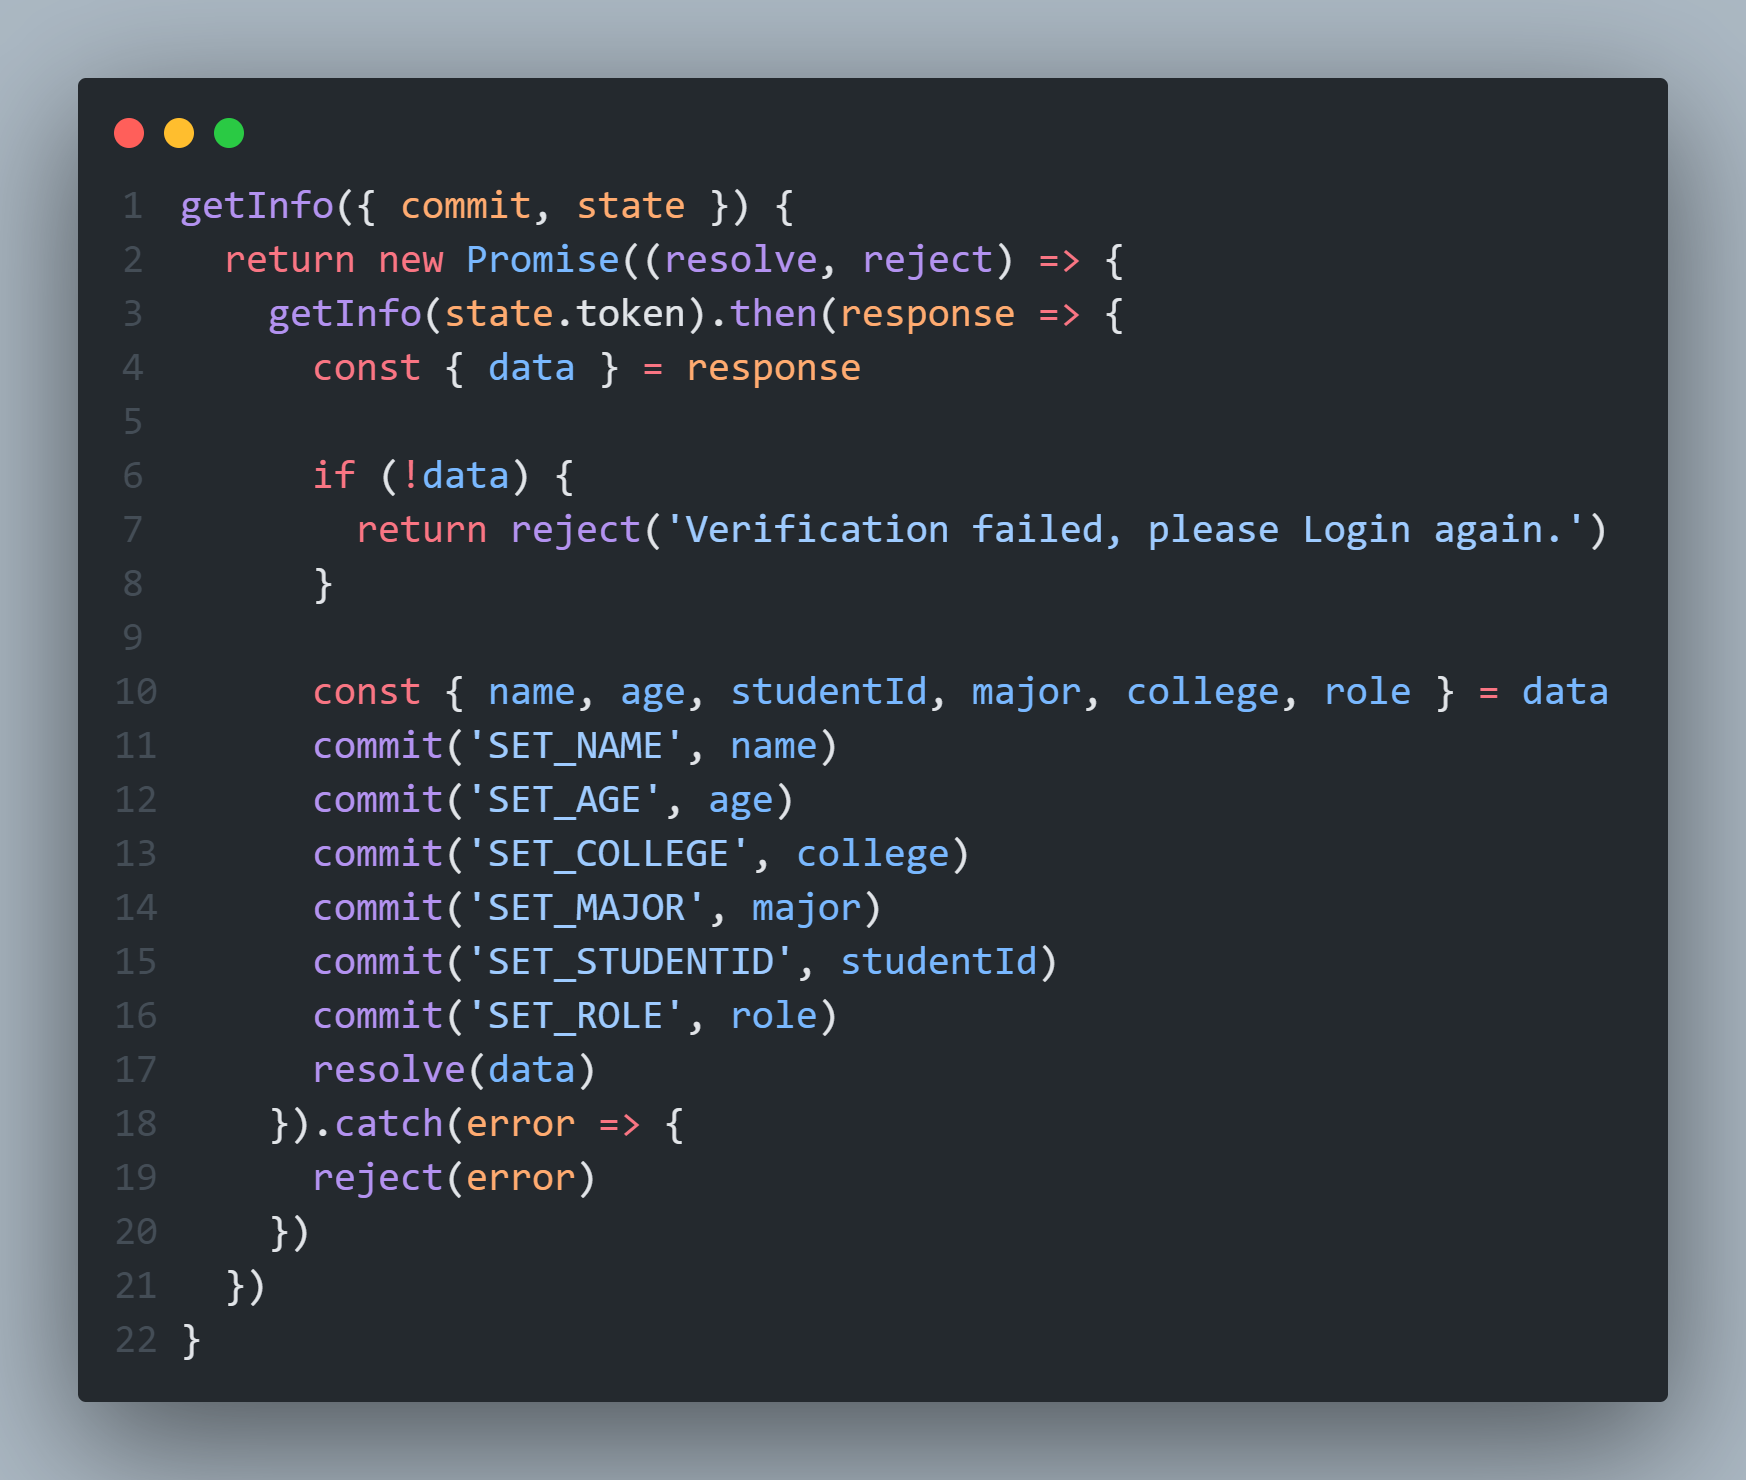 1 getInfo({ commit, state }) {
2   return new Promise((resolve, reject) => {
3     getInfo(state.token).then(response => {
4       const { data } = response
5
6       if (!data) {
7         return reject('Verification failed, please Login again.')
8       }
9
10       const { name, age, studentId, major, college, role } = data
11       commit('SET_NAME', name)
12       commit('SET_AGE', age)
13       commit('SET_COLLEGE', college)
14       commit('SET_MAJOR', major)
15       commit('SET_STUDENTID', studentId)
16       commit('SET_ROLE', role)
17       resolve(data)
18     }).catch(error => {
19       reject(error)
20     })
21   })
22 }